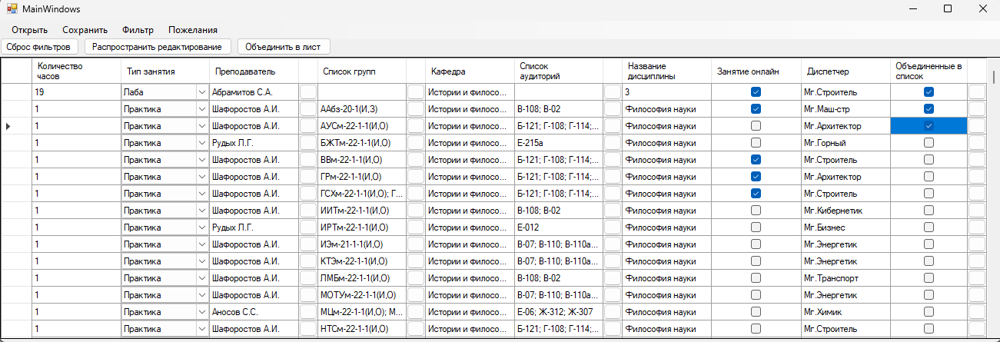 MainWindows
Открыть Сохранить Фильтр Пожелания
Сброс фильтров Распространить редактирование Объединить в лист
Количество часов Тип занятия Преподаватель Список групп Кафедра Список аудиторий Название дисциплины Занятие онлайн Диспетчер Объединенные в список
19 Лаба Абрамитов С.А. Истории и филосо... 3 Мг.Строитель
1 Практика Шафоростов А.И. ААбз-20-1(И,З) Истории и филосо... В-108; В-02 Философия науки Мг.Маш-стр
1 Практика Шафоростов А.И. АУСм-22-1-1(И,О) Истории и филосо... Б-121; Г-108; Г-114;... Философия науки Мг.Архитектор
1 Практика Рудых Л.Г. БЖТм-22-1-1(И,О) Истории и филосо... Е-215а Философия науки Мг.Горный
1 Практика Шафоростов А.И. ВВм-22-1-1(И,О) Истории и филосо... Б-121; Г-108; Г-114;... Философия науки Мг.Строитель
1 Практика Шафоростов А.И. ГРм-22-1-1(И,О) Истории и филосо... Б-121; Г-108; Г-114;... Философия науки Мг.Архитектор
1 Практика Шафоростов А.И. ГСХм-22-1-1(И,О); Г... Истории и филосо... Б-121; Г-108; Г-114;... Философия науки Мг.Строитель
1 Практика Шафоростов А.И. ИИТм-22-1-1(И,О) Истории и филосо... В-108; В-02 Философия науки Мг.Кибернетик
1 Практика Рудых Л.Г. ИРТм-22-1-1(И,О) Истории и филосо... Е-012 Философия науки Мг.Бизнес
1 Практика Шафоростов А.И. ИЭм-21-1-1(И,О) Истории и филосо... В-07; В-110; В-110а... Философия науки Мг.Энергетик
1 Практика Шафоростов А.И. КТЭм-22-1-1(И,О) Истории и филосо... В-07; В-110; В-110а... Философия науки Мг.Энергетик
1 Практика Шафоростов А.И. ЛМБм-22-1-1(И,О) Истории и филосо... В-108; В-02 Философия науки Мг.Транспорт
1 Практика Шафоростов А.И. МОТУм-22-1-1(И,О) Истории и филосо... В-07; В-110; В-110а... Философия науки Мг.Энергетик
1 Практика Аносов С.С. МЦм-22-1-1(И,О); М... Истории и филосо... Е-06; Ж-312; Ж-307 Философия науки Мг.Химик
1 Практика Шафоростов А.И. НТСм-22-1-1(И,О) Истории и филосо... Б-121; Г-108; Г-114;... Философия науки Мг.Строитель